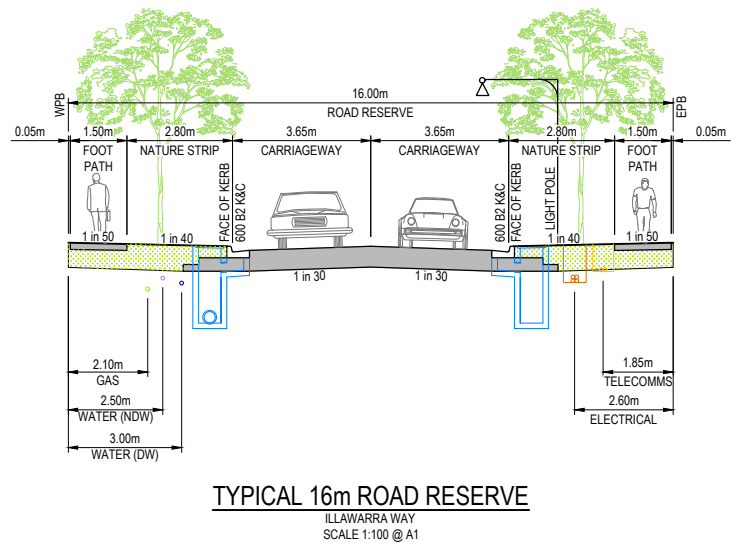 WPB
EPB
16.00m
ROAD RESERVE
0.05m
1.50m
2.80m
3.65m
3.65m
2.80m
1.50m
0.05m
FOOT
PATH
NATURE STRIP
CARRIAGEWAY
CARRIAGEWAY
NATURE STRIP
FOOT
PATH
FACE OF KERB
600 B2 K&C
600 B2 K&C
FACE OF KERB
LIGHT POLE
1 in 50
1 in 40
1 in 40
1 in 50
1 in 30
1 in 30
2.10m
GAS
2.50m
WATER (NDW)
3.00m
WATER (DW)
1.85m
TELECOMMS
2.60m
ELECTRICAL
TYPICAL 16m ROAD RESERVE
ILLAWARRA WAY
SCALE 1:100 @ A1